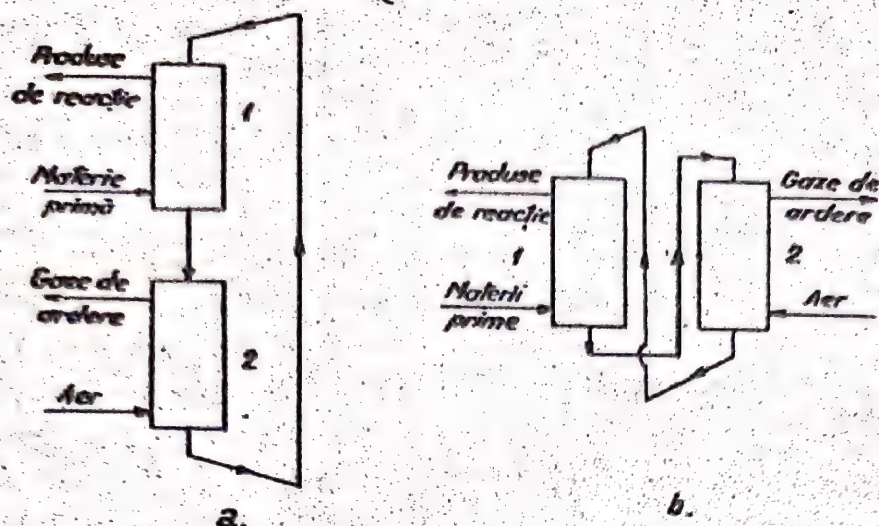 Produse
de reacție
1
Materie
primă
Gaze de
ardere
2
Aer
a.
Produse
de reacție
1
Materii
prime
Gaze de
ardere
2
Aer
b.